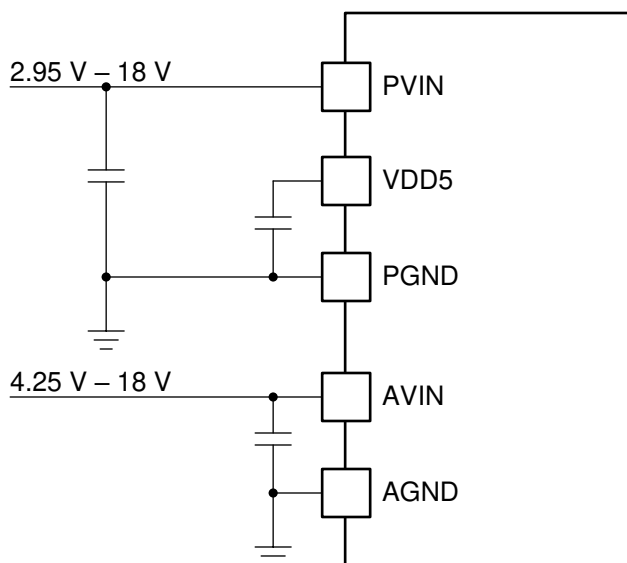 2.95 V – 18 V
PVIN
VDD5
PGND
4.25 V – 18 V
AVIN
AGND